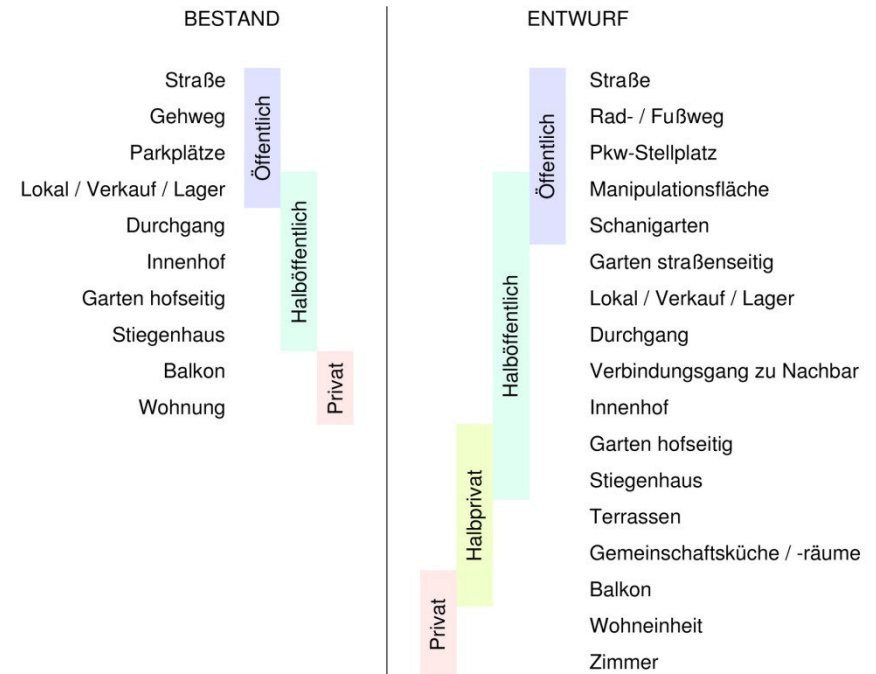 BESTAND
Straße
Gehweg
Parkplätze
Lokal / Verkauf / Lager
Durchgang
Innenhof
Garten hofseitig
Stiegenhaus
Balkon
Wohnung
Öffentlich
Halböffentlich
Privat
ENTWURF
Privat
Halbprivat
Halböffentlich
Öffentlich
Straße
Rad- / Fußweg
Pkw-Stellplatz
Manipulationsfläche
Schanigarten
Garten straßenseitig
Lokal / Verkauf / Lager
Durchgang
Verbindungsgang zu Nachbar
Innenhof
Garten hofseitig
Stiegenhaus
Terrassen
Gemeinschaftsküche / -räume
Balkon
Wohneinheit
Zimmer